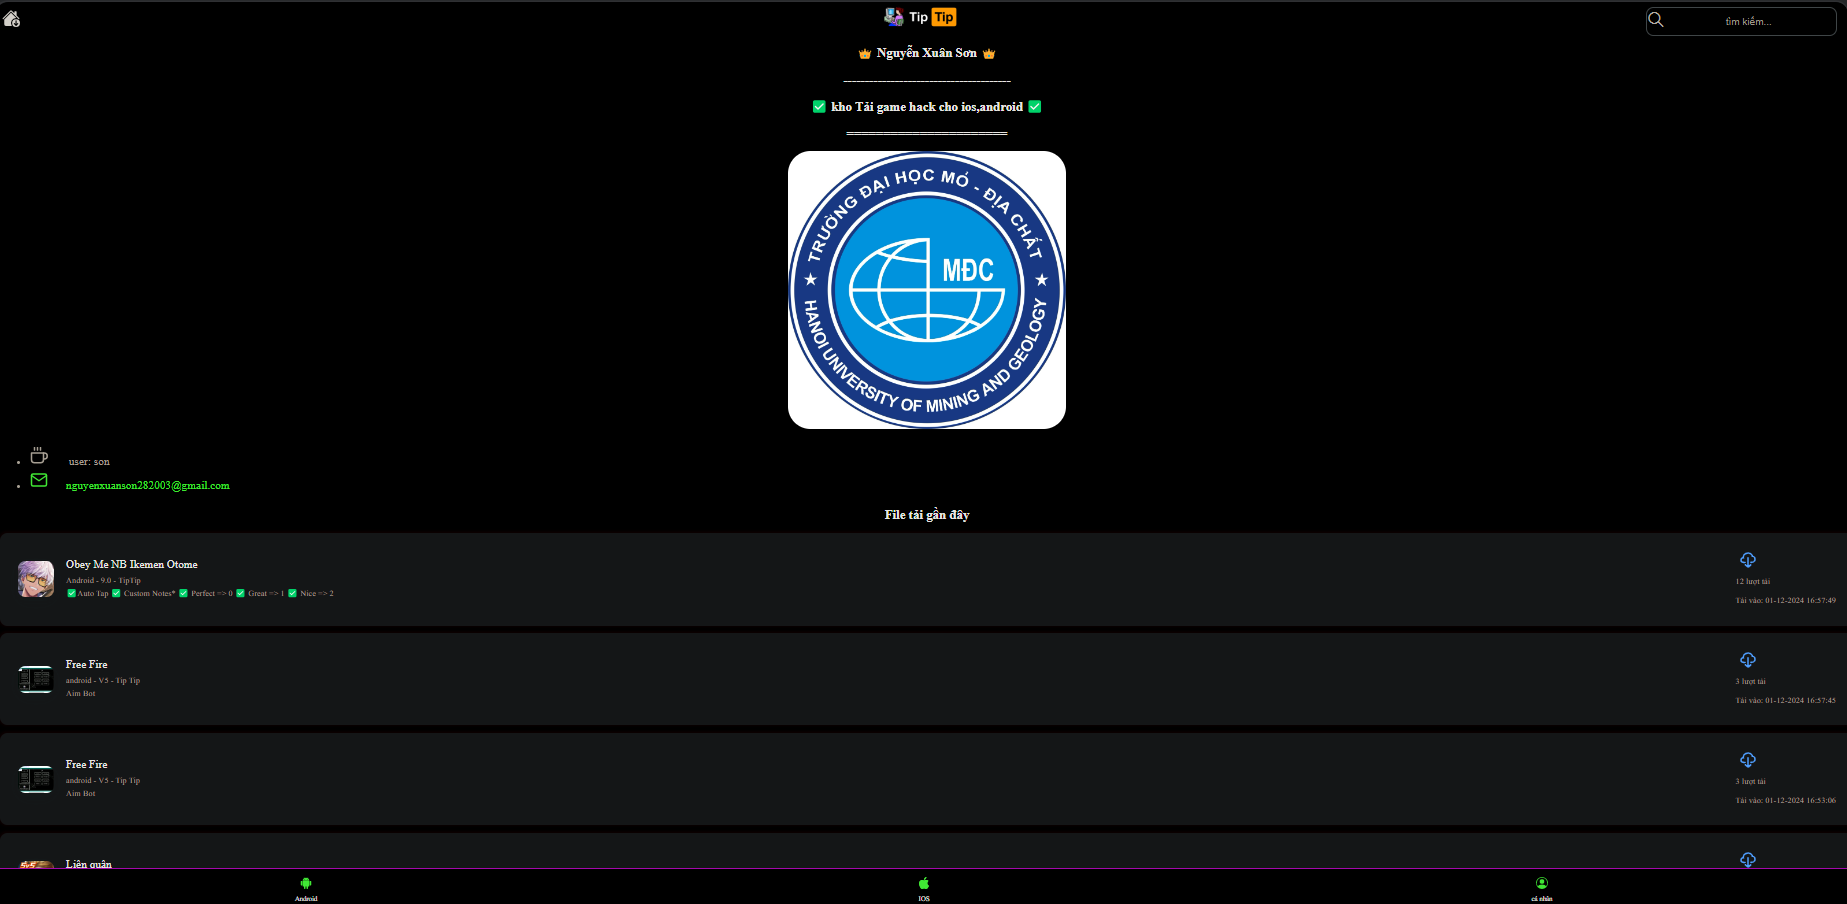 Tip Tip
tìm kiếm...
Nguyễn Xuân Sơn
kho Tải game hack cho ios,android
TRƯỜNG ĐẠI HỌC MỎ - ĐỊA CHẤT
MĐC
HANOI UNIVERSITY OF MINING AND GEOLOGY
user: son
nguyenxuanson282003@gmail.com
File tải gần đây
Obey Me NB Ikemen Otome
Android - 9.0 - TipTip
✅ Auto Tap ✅ Custom Notes* ✅ Perfect => 0 ✅ Great => 1 ✅ Nice => 2
12 lượt tải
Tải vào: 01-12-2024 16:57:49
Free Fire
android - V5 - Tip Tip
Aim Bot
3 lượt tải
Tải vào: 01-12-2024 16:57:45
Free Fire
android - V5 - Tip Tip
Aim Bot
3 lượt tải
Tải vào: 01-12-2024 16:53:06
5v5
Liên quân
Android
IOS
cá nhân